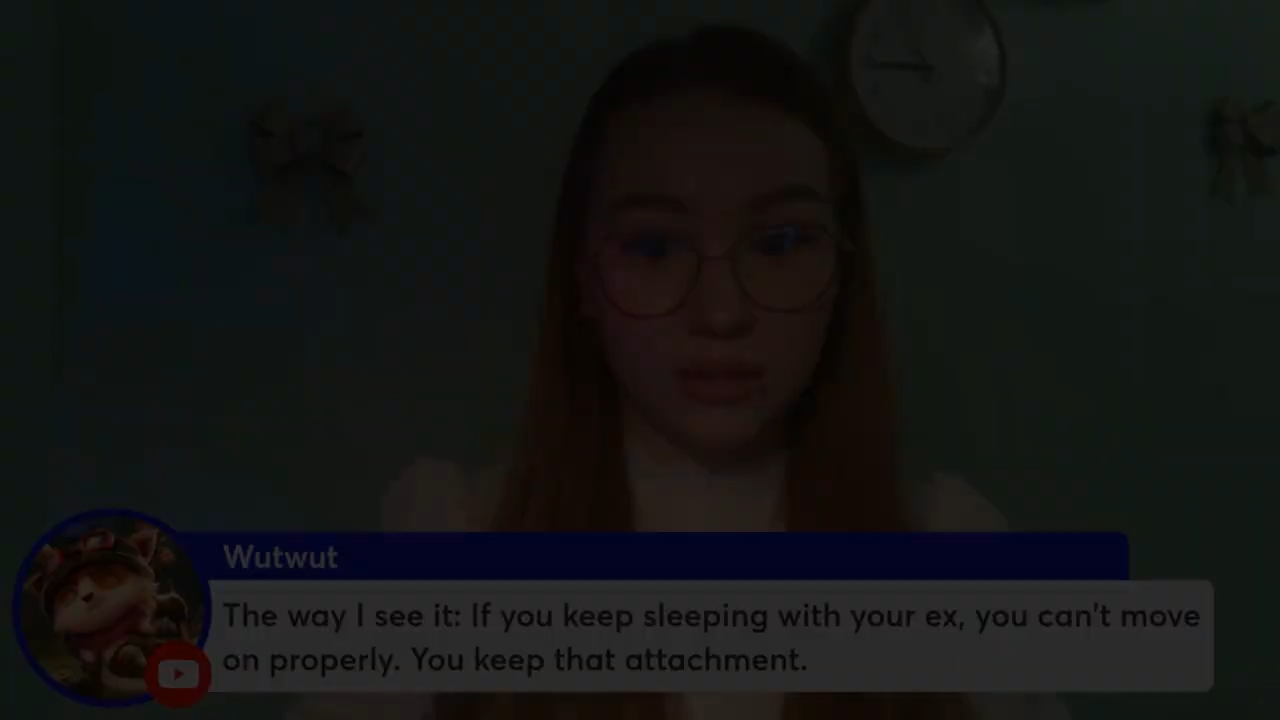 Wutwut
The way I see it: If you keep sleeping with your ex, you can't move
on properly. You keep that attachment.